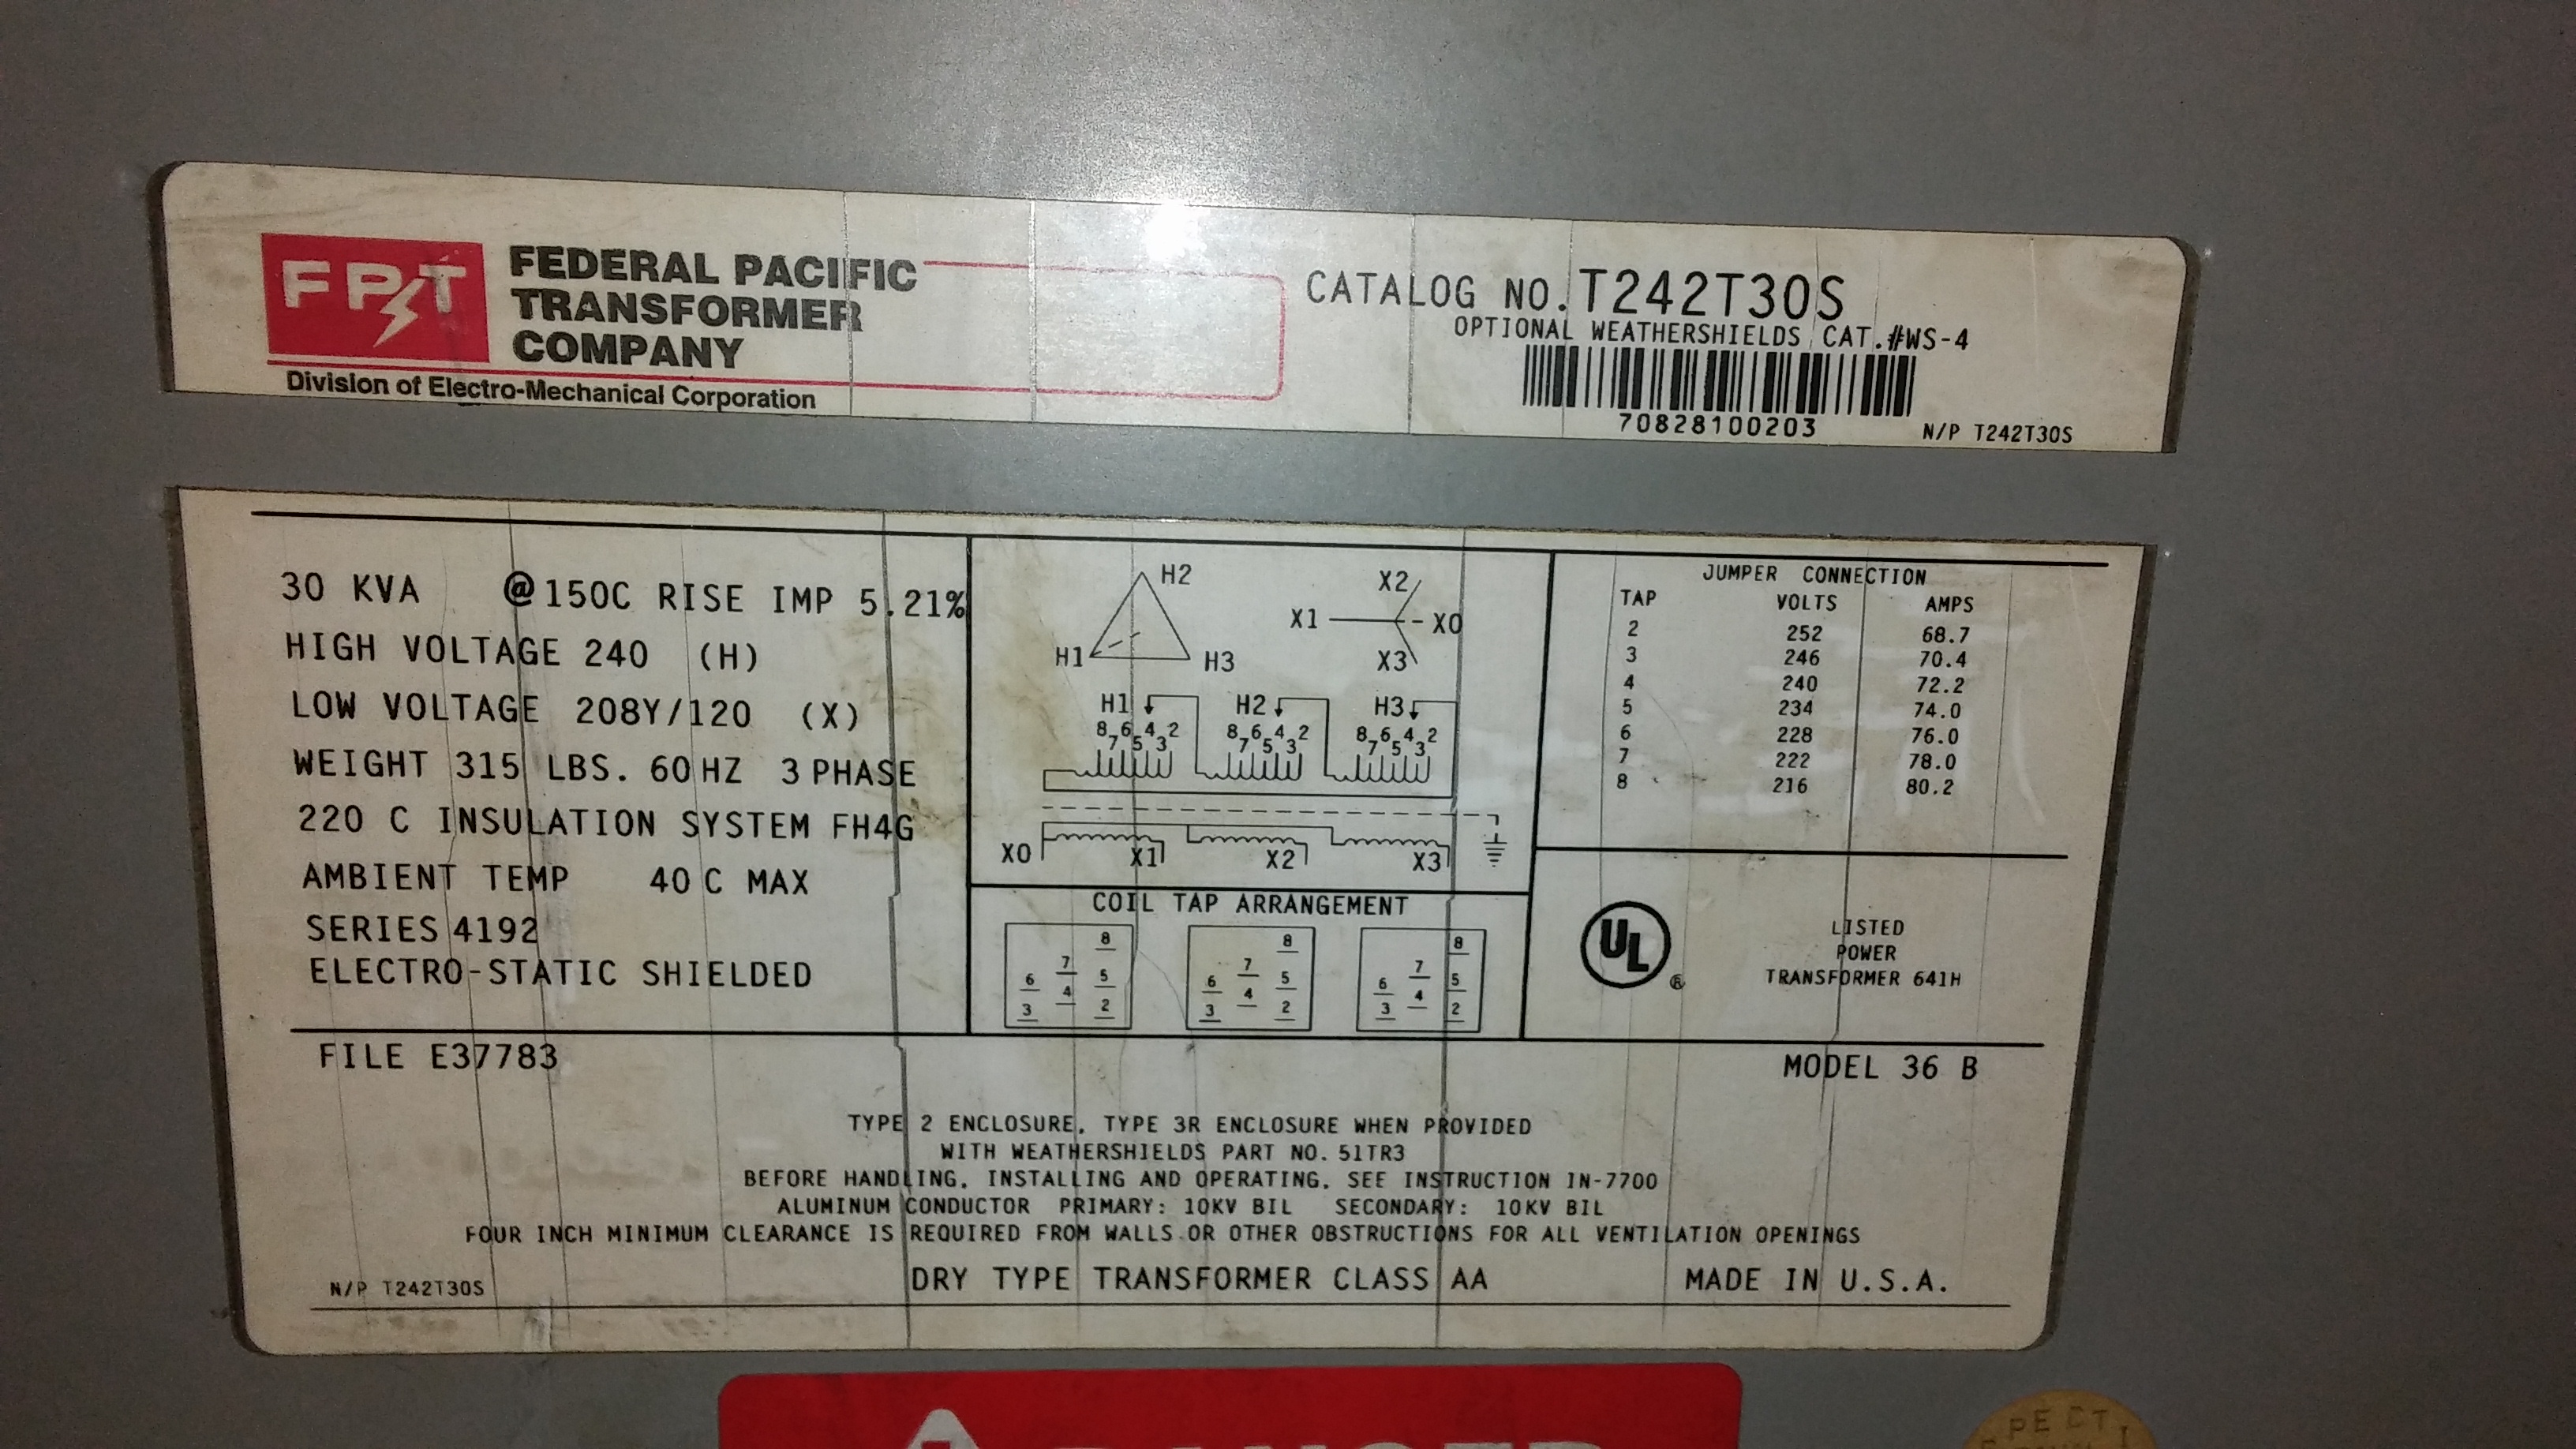 FPT
FEDERAL PACIFIC
TRANSFORMER
COMPANY
Division of Electro-Mechanical Corporation
CATALOG NO. T242T30S
OPTIONAL WEATHERSHIELDS CAT.#WS-4
70828100203
N/P T242T30S
30 KVA @150C RISE IMP 5.21%
HIGH VOLTAGE 240 (H)
LOW VOLTAGE 208Y/120 (X)
WEIGHT 315 LBS. 60 HZ 3 PHASE
220 C INSULATION SYSTEM FH4G
AMBIENT TEMP 40 C MAX
SERIES 4192
ELECTRO-STATIC SHIELDED
H2
H1
H3
X2
X1
X0
X3
H1 H2 H3
8 7 6 5 4 3 2 8 7 6 5 4 3 2 8 7 6 5 4 3 2
X0 X1 X2 X3
COIL TAP ARRANGEMENT
8 8 8
7 7 7
6 5 6 5 6 5
4 4 4
3 2 3 2 3 2
JUMPER CONNECTION
TAP VOLTS AMPS
2 252 68.7
3 246 70.4
4 240 72.2
5 234 74.0
6 228 76.0
7 222 78.0
8 216 80.2
UL ®
LISTED
POWER
TRANSFORMER 641H
FILE E37783
MODEL 36 B
TYPE 2 ENCLOSURE. TYPE 3R ENCLOSURE WHEN PROVIDED
WITH WEATHERSHIELDS PART NO. 51TR3
BEFORE HANDLING, INSTALLING AND OPERATING, SEE INSTRUCTION IN-7700
ALUMINUM CONDUCTOR PRIMARY: 10KV BIL SECONDARY: 10KV BIL
FOUR INCH MINIMUM CLEARANCE IS REQUIRED FROM WALLS OR OTHER OBSTRUCTIONS FOR ALL VENTILATION OPENINGS
N/P T242T30S
DRY TYPE TRANSFORMER CLASS AA
MADE IN U.S.A.
DANGER